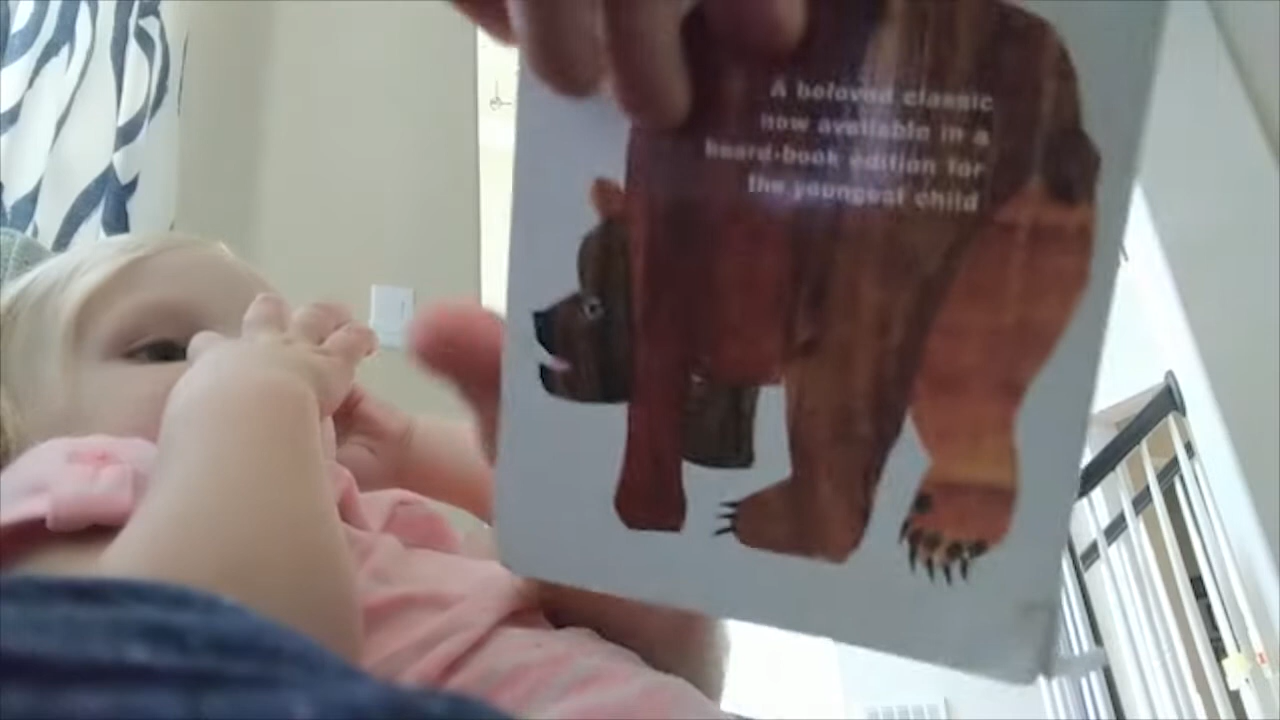 A beloved classic
now available in a
board-book edition for
the youngest child